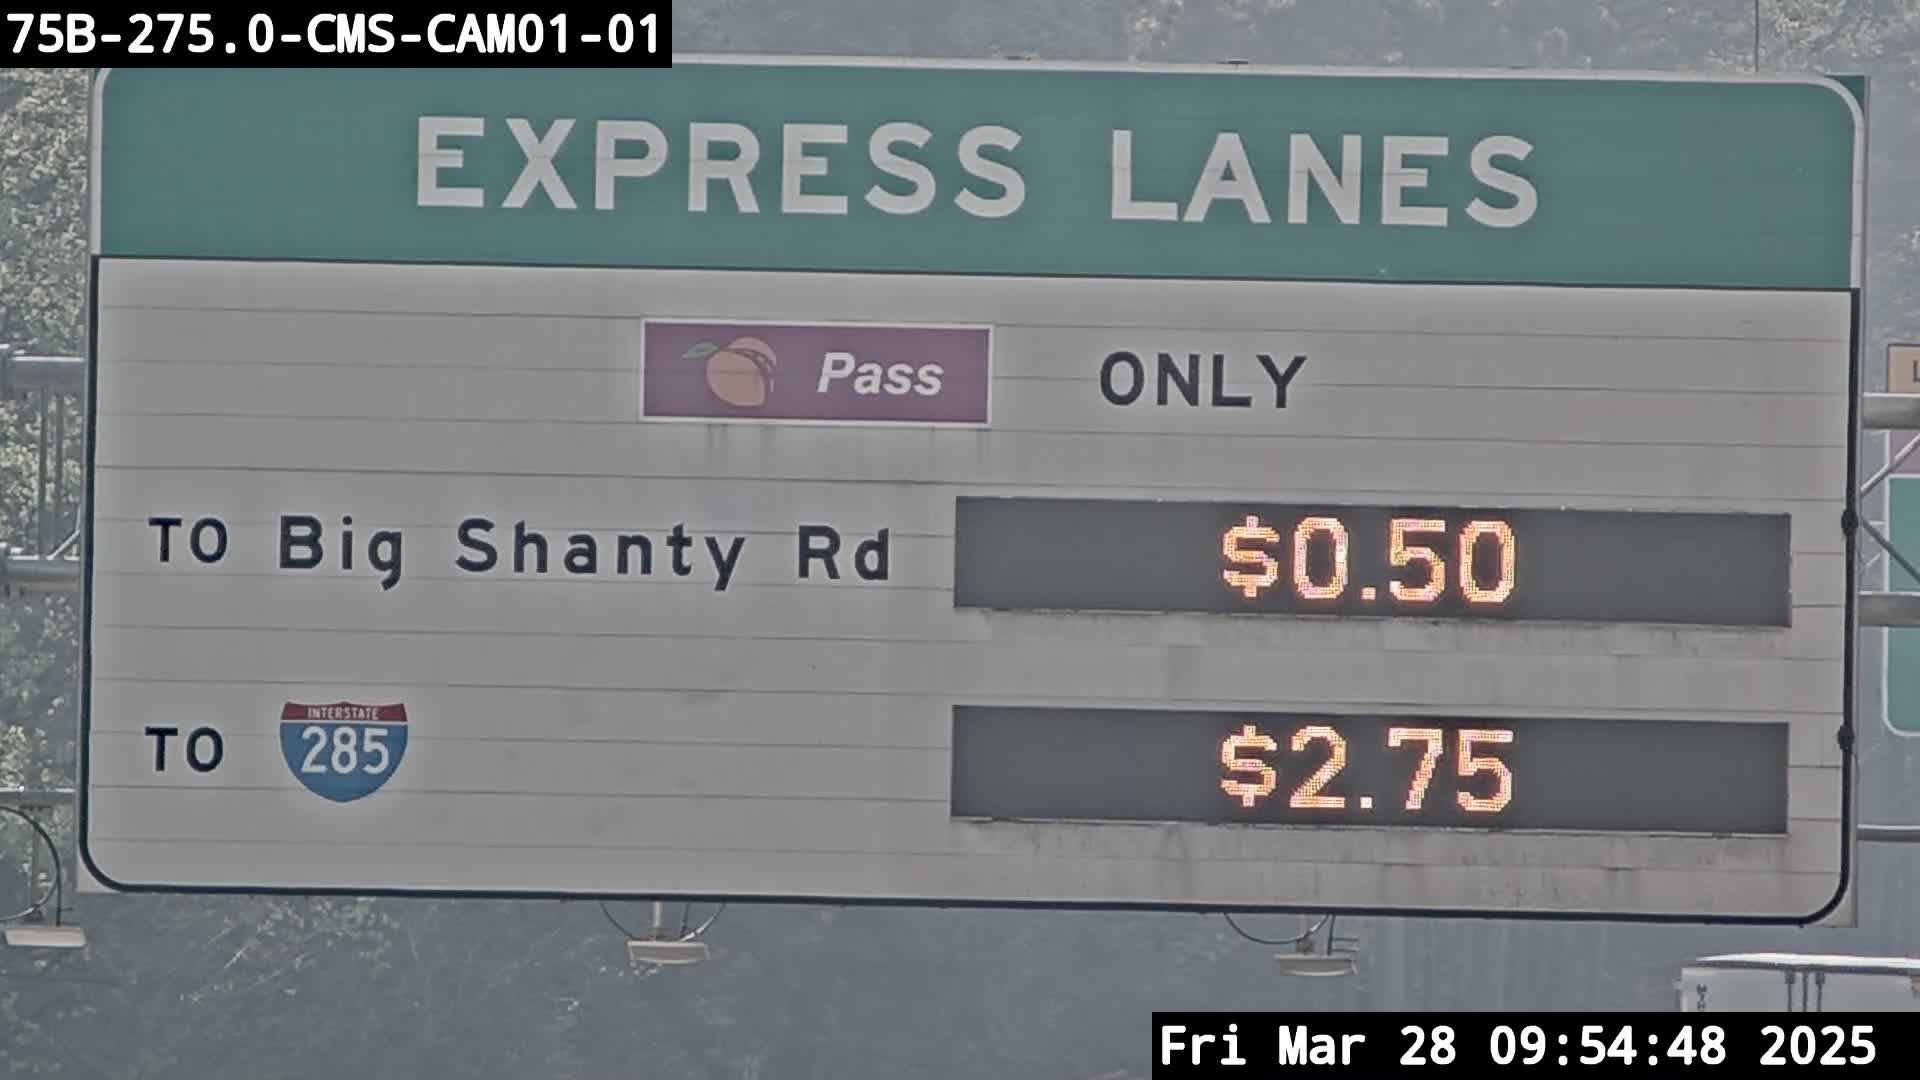 75B-275.0-CMS-CAM01-01
EXPRESS LANES
Pass ONLY
TO Big Shanty Rd $0.50
INTERSTATE
TO 285 $2.75
Fri Mar 28 09:54:48 2025